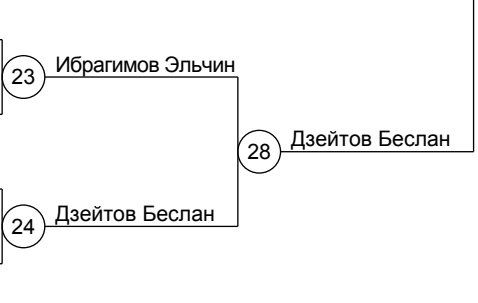 Ибрагимов Эльчин
23
Дзейтов Беслан
28
Дзейтов Беслан
24